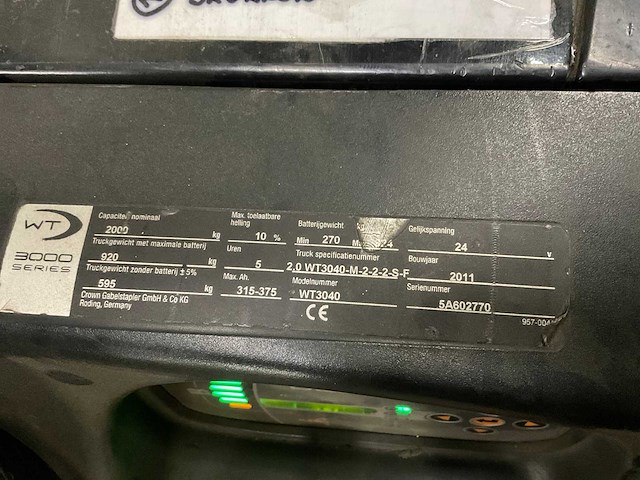 WT
3000
SERIES
Capaciteit nominaal
2000 kg
Truckgewicht met maximale batterij
920 kg
Truckgewicht zonder batterij ± 5%
595 kg
Crown Gabelstapler GmbH & Co KG
Roding, Germany
Max. toelaatbare
helling
10 %
Uren
5
Max. Ah.
315-375
Batterijgewicht
Min 270
Truck specificatienummer
2,0 WT3040-M-2-2-2-S-F
Modelnummer
WT3040
CE
Gelijkspanning
24 v
Bouwjaar
2011
Serienummer
5A602770